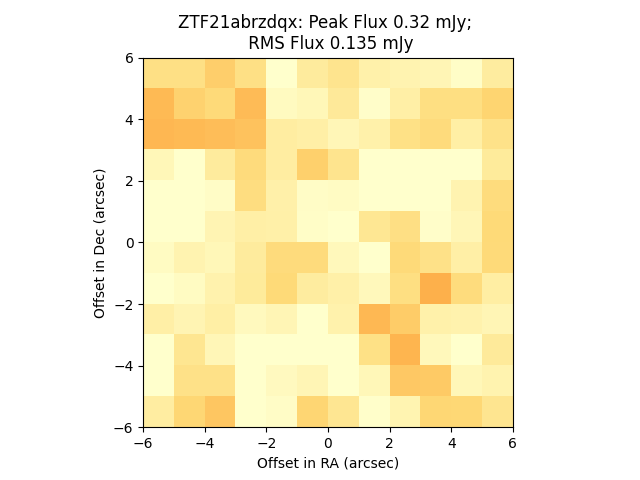 ZTF21abrzdqx: Peak Flux 0.32 mJy;
RMS Flux 0.135 mJy
6
4
2
0
−2
−4
−6
Offset in Dec (arcsec)
−6 −4 −2 0 2 4 6
Offset in RA (arcsec)